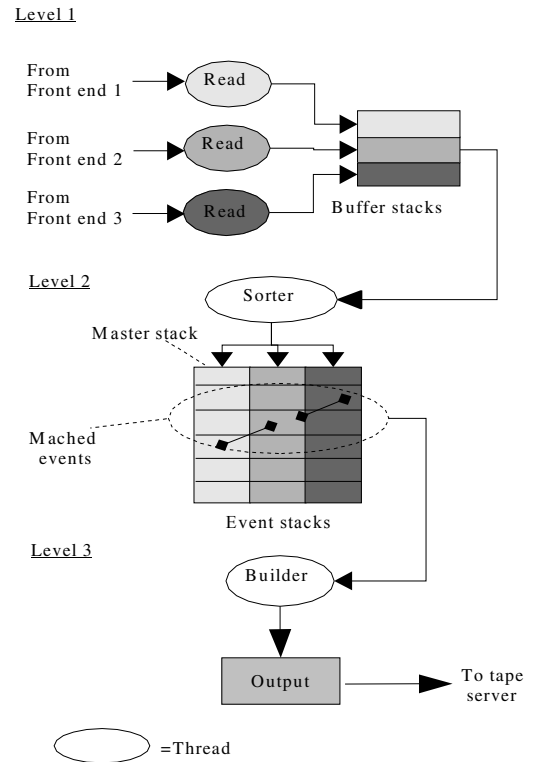 Level 1
From
Front end 1
Read
From
Front end 2
Read
From
Front end 3
Read
Buffer stacks
Level 2
Sorter
Master stack
Mached
events
Event stacks
Level 3
Builder
Output
To tape
server
=Thread